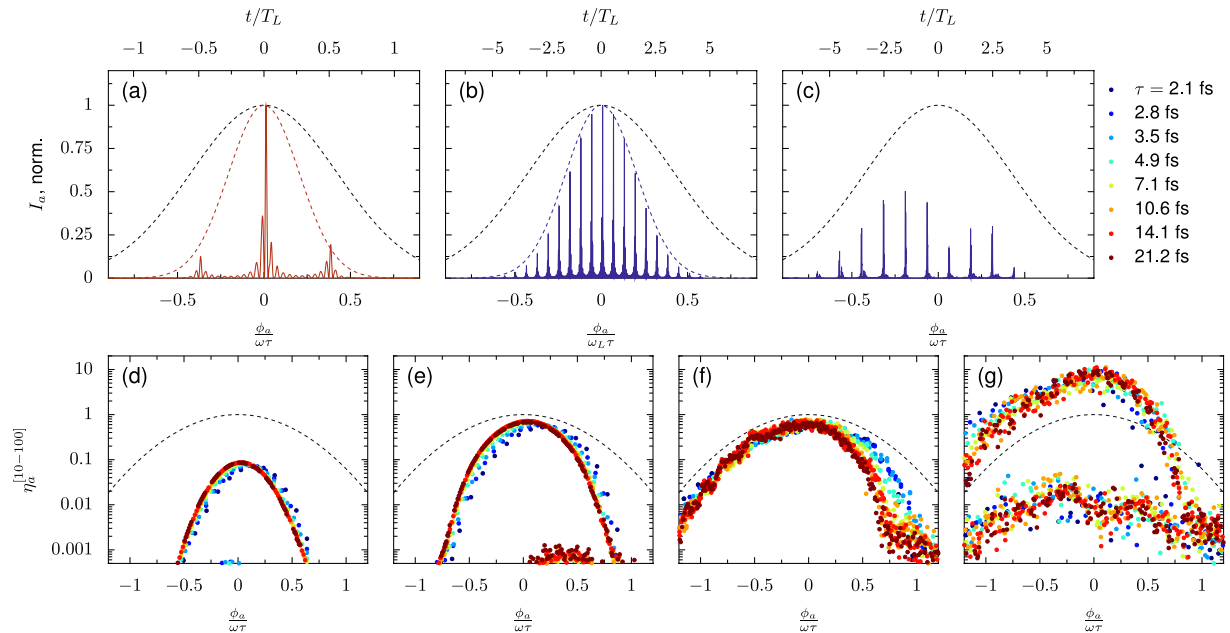 t/T_L t/T_L t/T_L
−1 −0.5 0 0.5 1 −5 −2.5 0 2.5 5 −5 −2.5 0 2.5 5
(a) (b) (c)
1
0.75
0.5
0.25
0
I_a, norm.
−0.5 0 0.5 −0.5 0 0.5 −0.5 0 0.5
ϕ_a/ωτ ϕ_a/ω_Lτ ϕ_a/ωτ
τ = 2.1 fs
2.8 fs
3.5 fs
4.9 fs
7.1 fs
10.6 fs
14.1 fs
21.2 fs
(d) (e) (f) (g)
10
1
0.1
0.01
0.001
η_a^[10−100]
−1 −0.5 0 0.5 1 −1 −0.5 0 0.5 1 −1 −0.5 0 0.5 1 −1 −0.5 0 0.5 1
ϕ_a/ωτ ϕ_a/ωτ ϕ_a/ωτ ϕ_a/ωτ